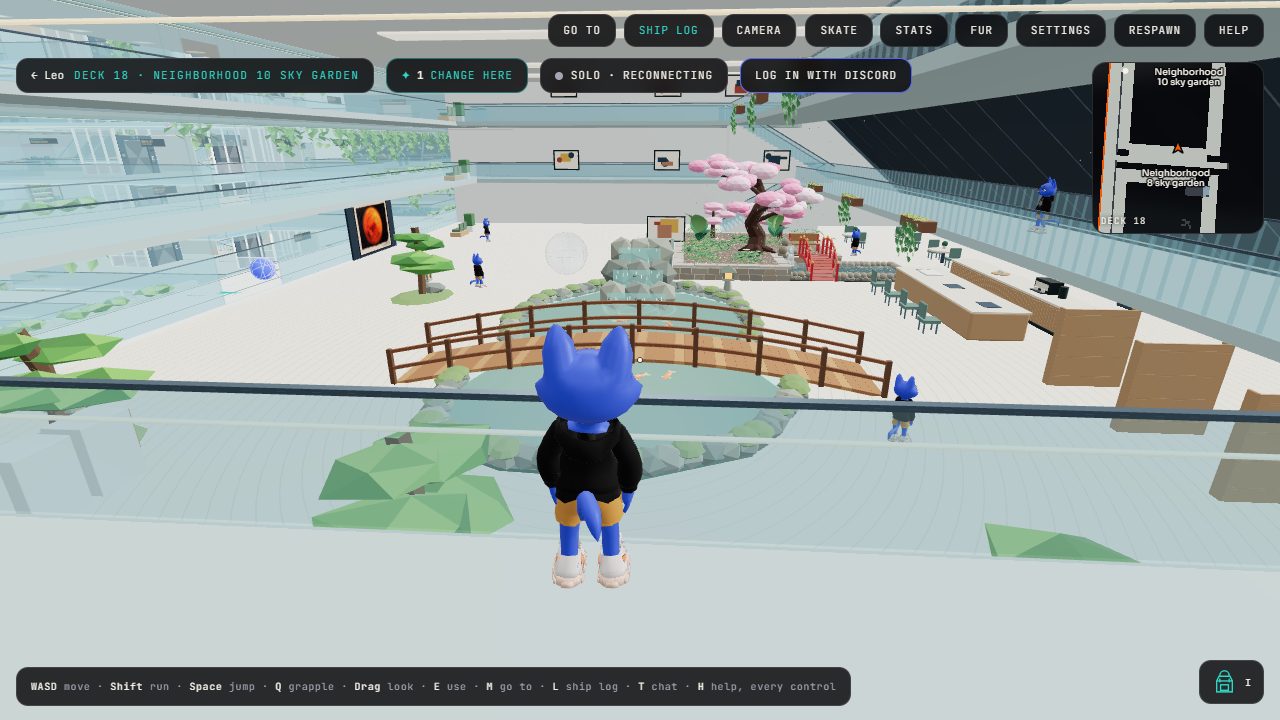 GO TO
SHIP LOG
CAMERA
SKATE
STATS
FUR
SETTINGS
RESPAWN
HELP
← Leo DECK 18 · NEIGHBORHOOD 10 SKY GARDEN
✦ 1 CHANGE HERE
SOLO · RECONNECTING
LOG IN WITH DISCORD
Neighborhood
10 sky garden
Neighborhood
8 sky garden
DECK 18
WASD move · Shift run · Space jump · Q grapple · Drag look · E use · M go to · L ship log · T chat · H help, every control
I